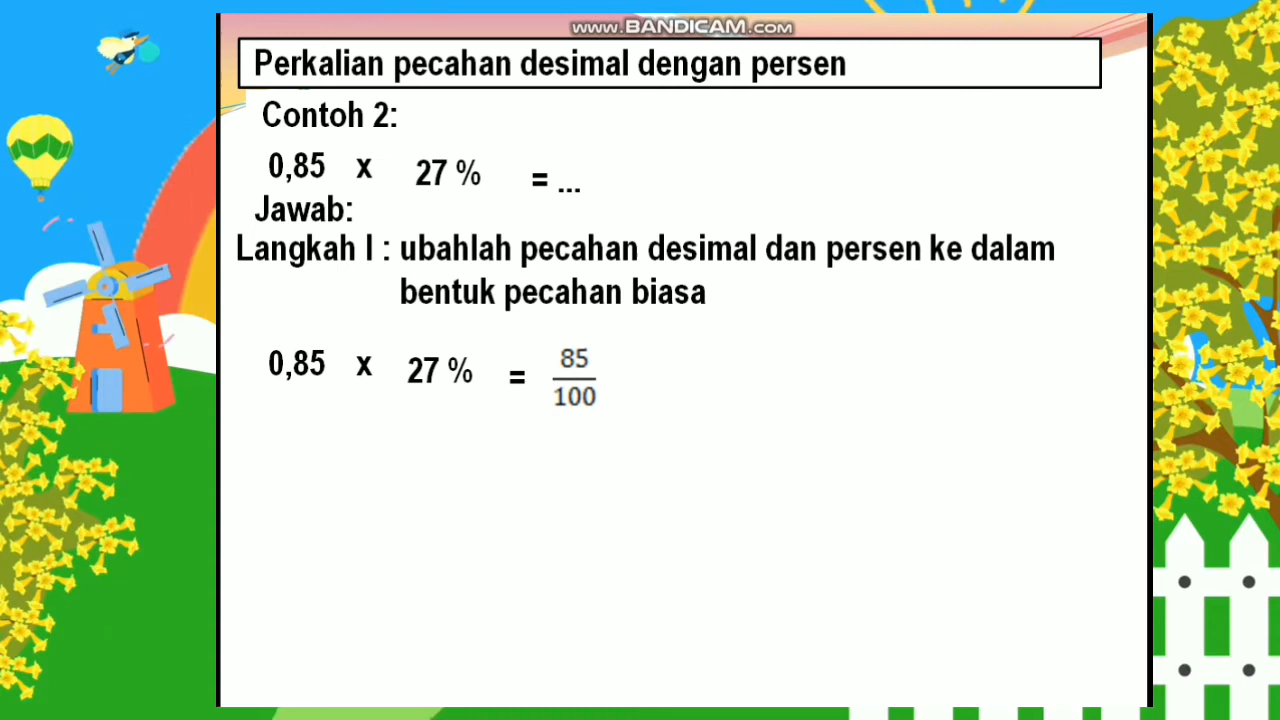 www.BANDICAM.com
Perkalian pecahan desimal dengan persen
Contoh 2:
0,85 x 27 % = ...
Jawab:
Langkah I : ubahlah pecahan desimal dan persen ke dalam
bentuk pecahan biasa
0,85 x 27 % = 85/100